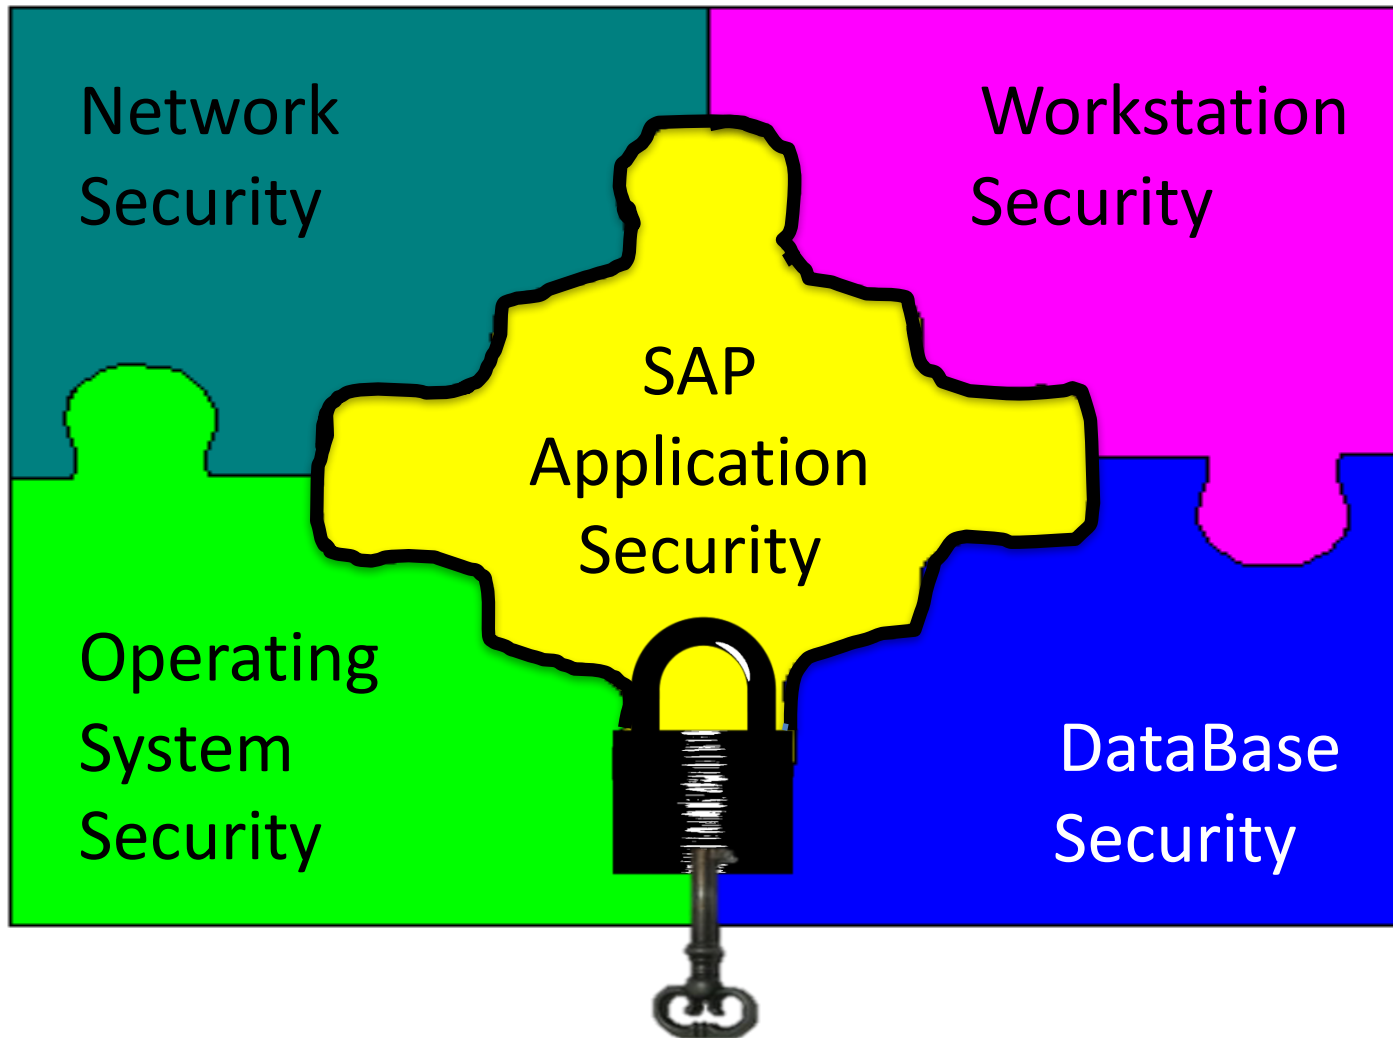 Network
Security
Workstation
Security
SAP
Application
Security
Operating
System
Security
DataBase
Security